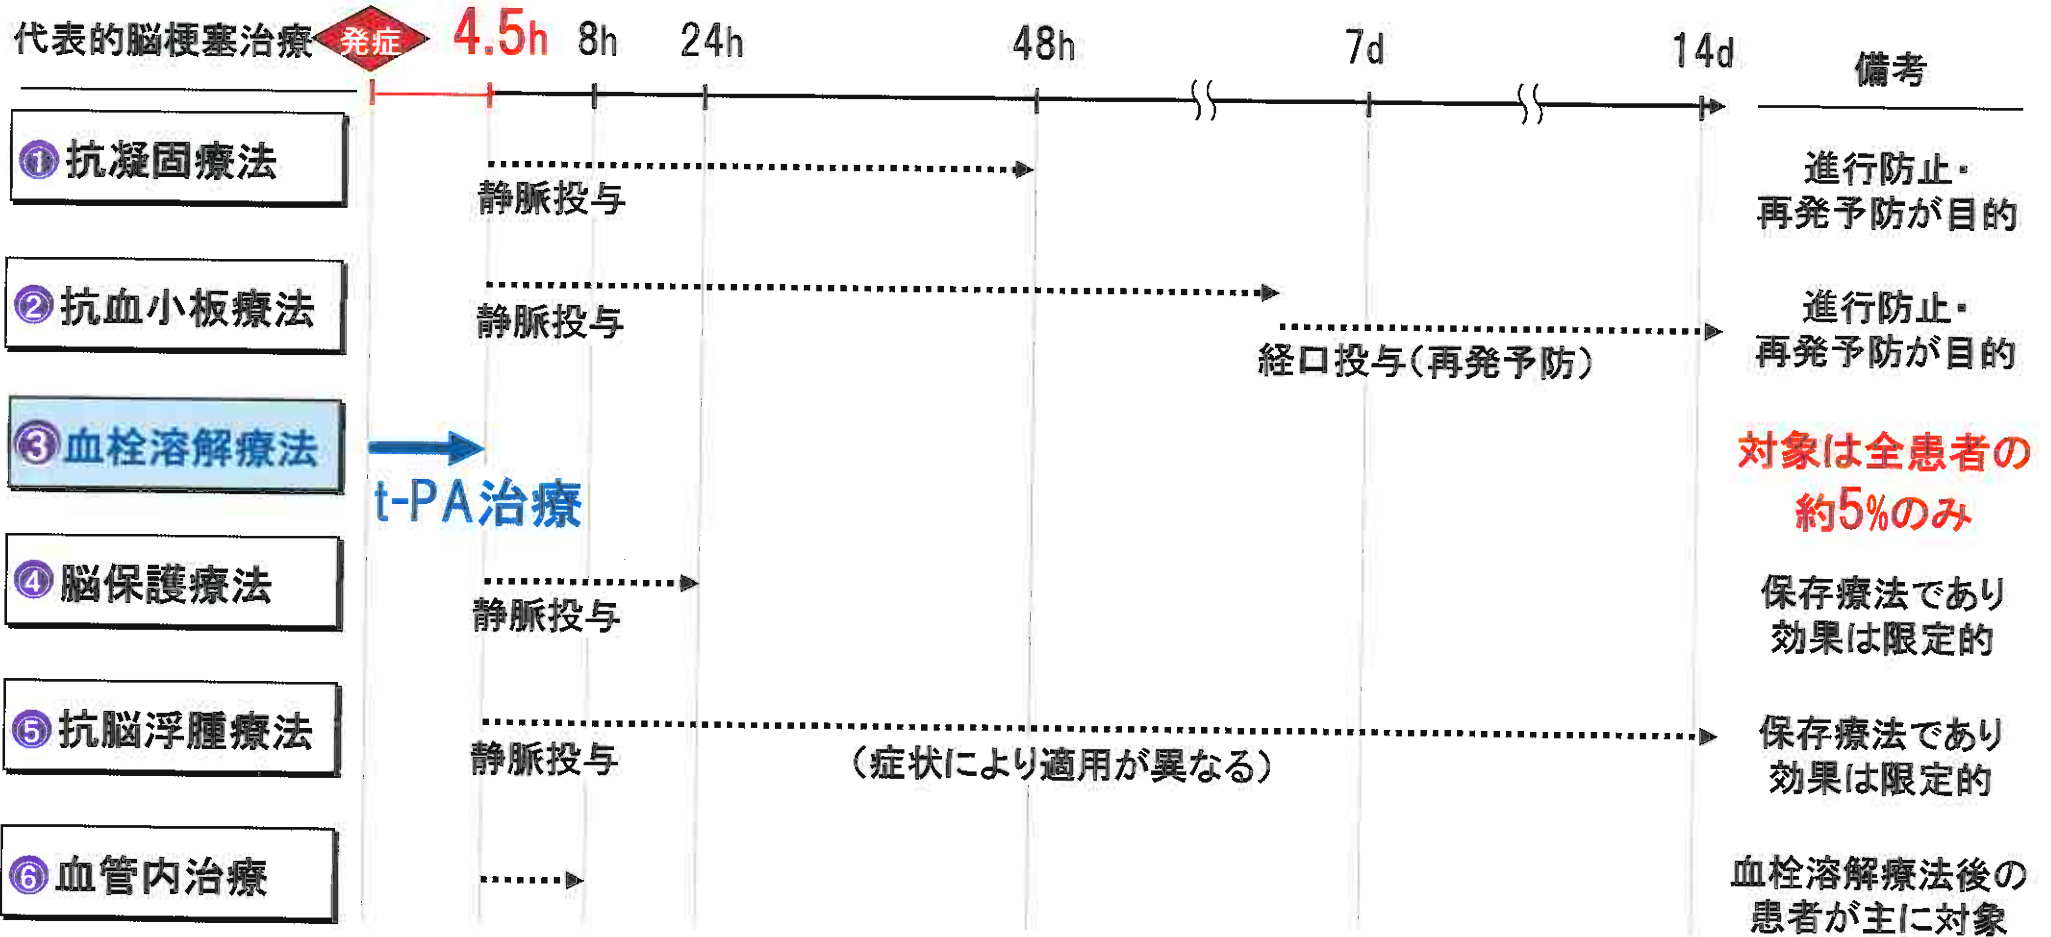 代表的脳梗塞治療 発症 4.5h 8h 24h 48h 7d 14d 備考
①抗凝固療法
静脈投与
進行防止・
再発予防が目的
②抗血小板療法
静脈投与
経口投与(再発予防)
進行防止・
再発予防が目的
③血栓溶解療法
t-PA治療
対象は全患者の
約5%のみ
④脳保護療法
静脈投与
保存療法であり
効果は限定的
⑤抗脳浮腫療法
静脈投与
(症状により適用が異なる)
保存療法であり
効果は限定的
⑥血管内治療
血栓溶解療法後の
患者が主に対象